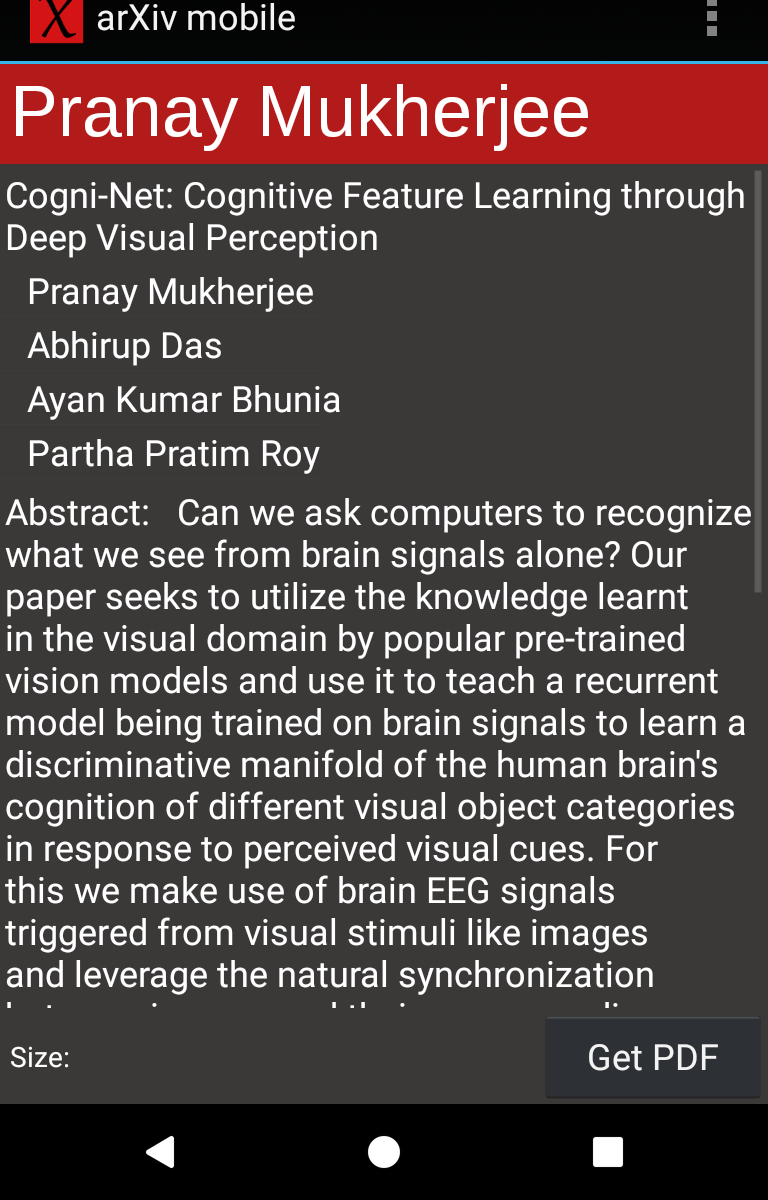 arXiv mobile
Pranay Mukherjee
Cogni-Net: Cognitive Feature Learning through
Deep Visual Perception
Pranay Mukherjee
Abhirup Das
Ayan Kumar Bhunia
Partha Pratim Roy
Abstract: Can we ask computers to recognize
what we see from brain signals alone? Our
paper seeks to utilize the knowledge learnt
in the visual domain by popular pre-trained
vision models and use it to teach a recurrent
model being trained on brain signals to learn a
discriminative manifold of the human brain's
cognition of different visual object categories
in response to perceived visual cues. For
this we make use of brain EEG signals
triggered from visual stimuli like images
and leverage the natural synchronization
Size:
Get PDF